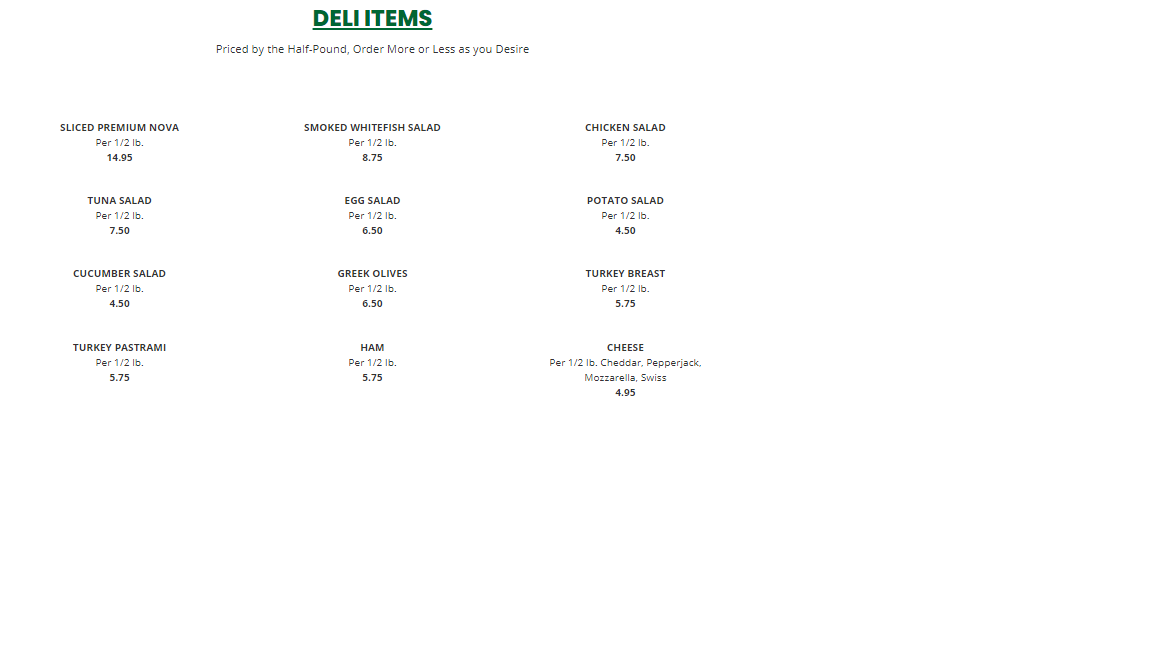 DELI ITEMS
Priced by the Half-Pound, Order More or Less as you Desire
SLICED PREMIUM NOVA
Per 1/2 lb.
14.95
SMOKED WHITEFISH SALAD
Per 1/2 lb.
8.75
CHICKEN SALAD
Per 1/2 lb.
7.50
TUNA SALAD
Per 1/2 lb.
7.50
EGG SALAD
Per 1/2 lb.
6.50
POTATO SALAD
Per 1/2 lb.
4.50
CUCUMBER SALAD
Per 1/2 lb.
4.50
GREEK OLIVES
Per 1/2 lb.
6.50
TURKEY BREAST
Per 1/2 lb.
5.75
TURKEY PASTRAMI
Per 1/2 lb.
5.75
HAM
Per 1/2 lb.
5.75
CHEESE
Per 1/2 lb. Cheddar, Pepperjack,
Mozzarella, Swiss
4.95